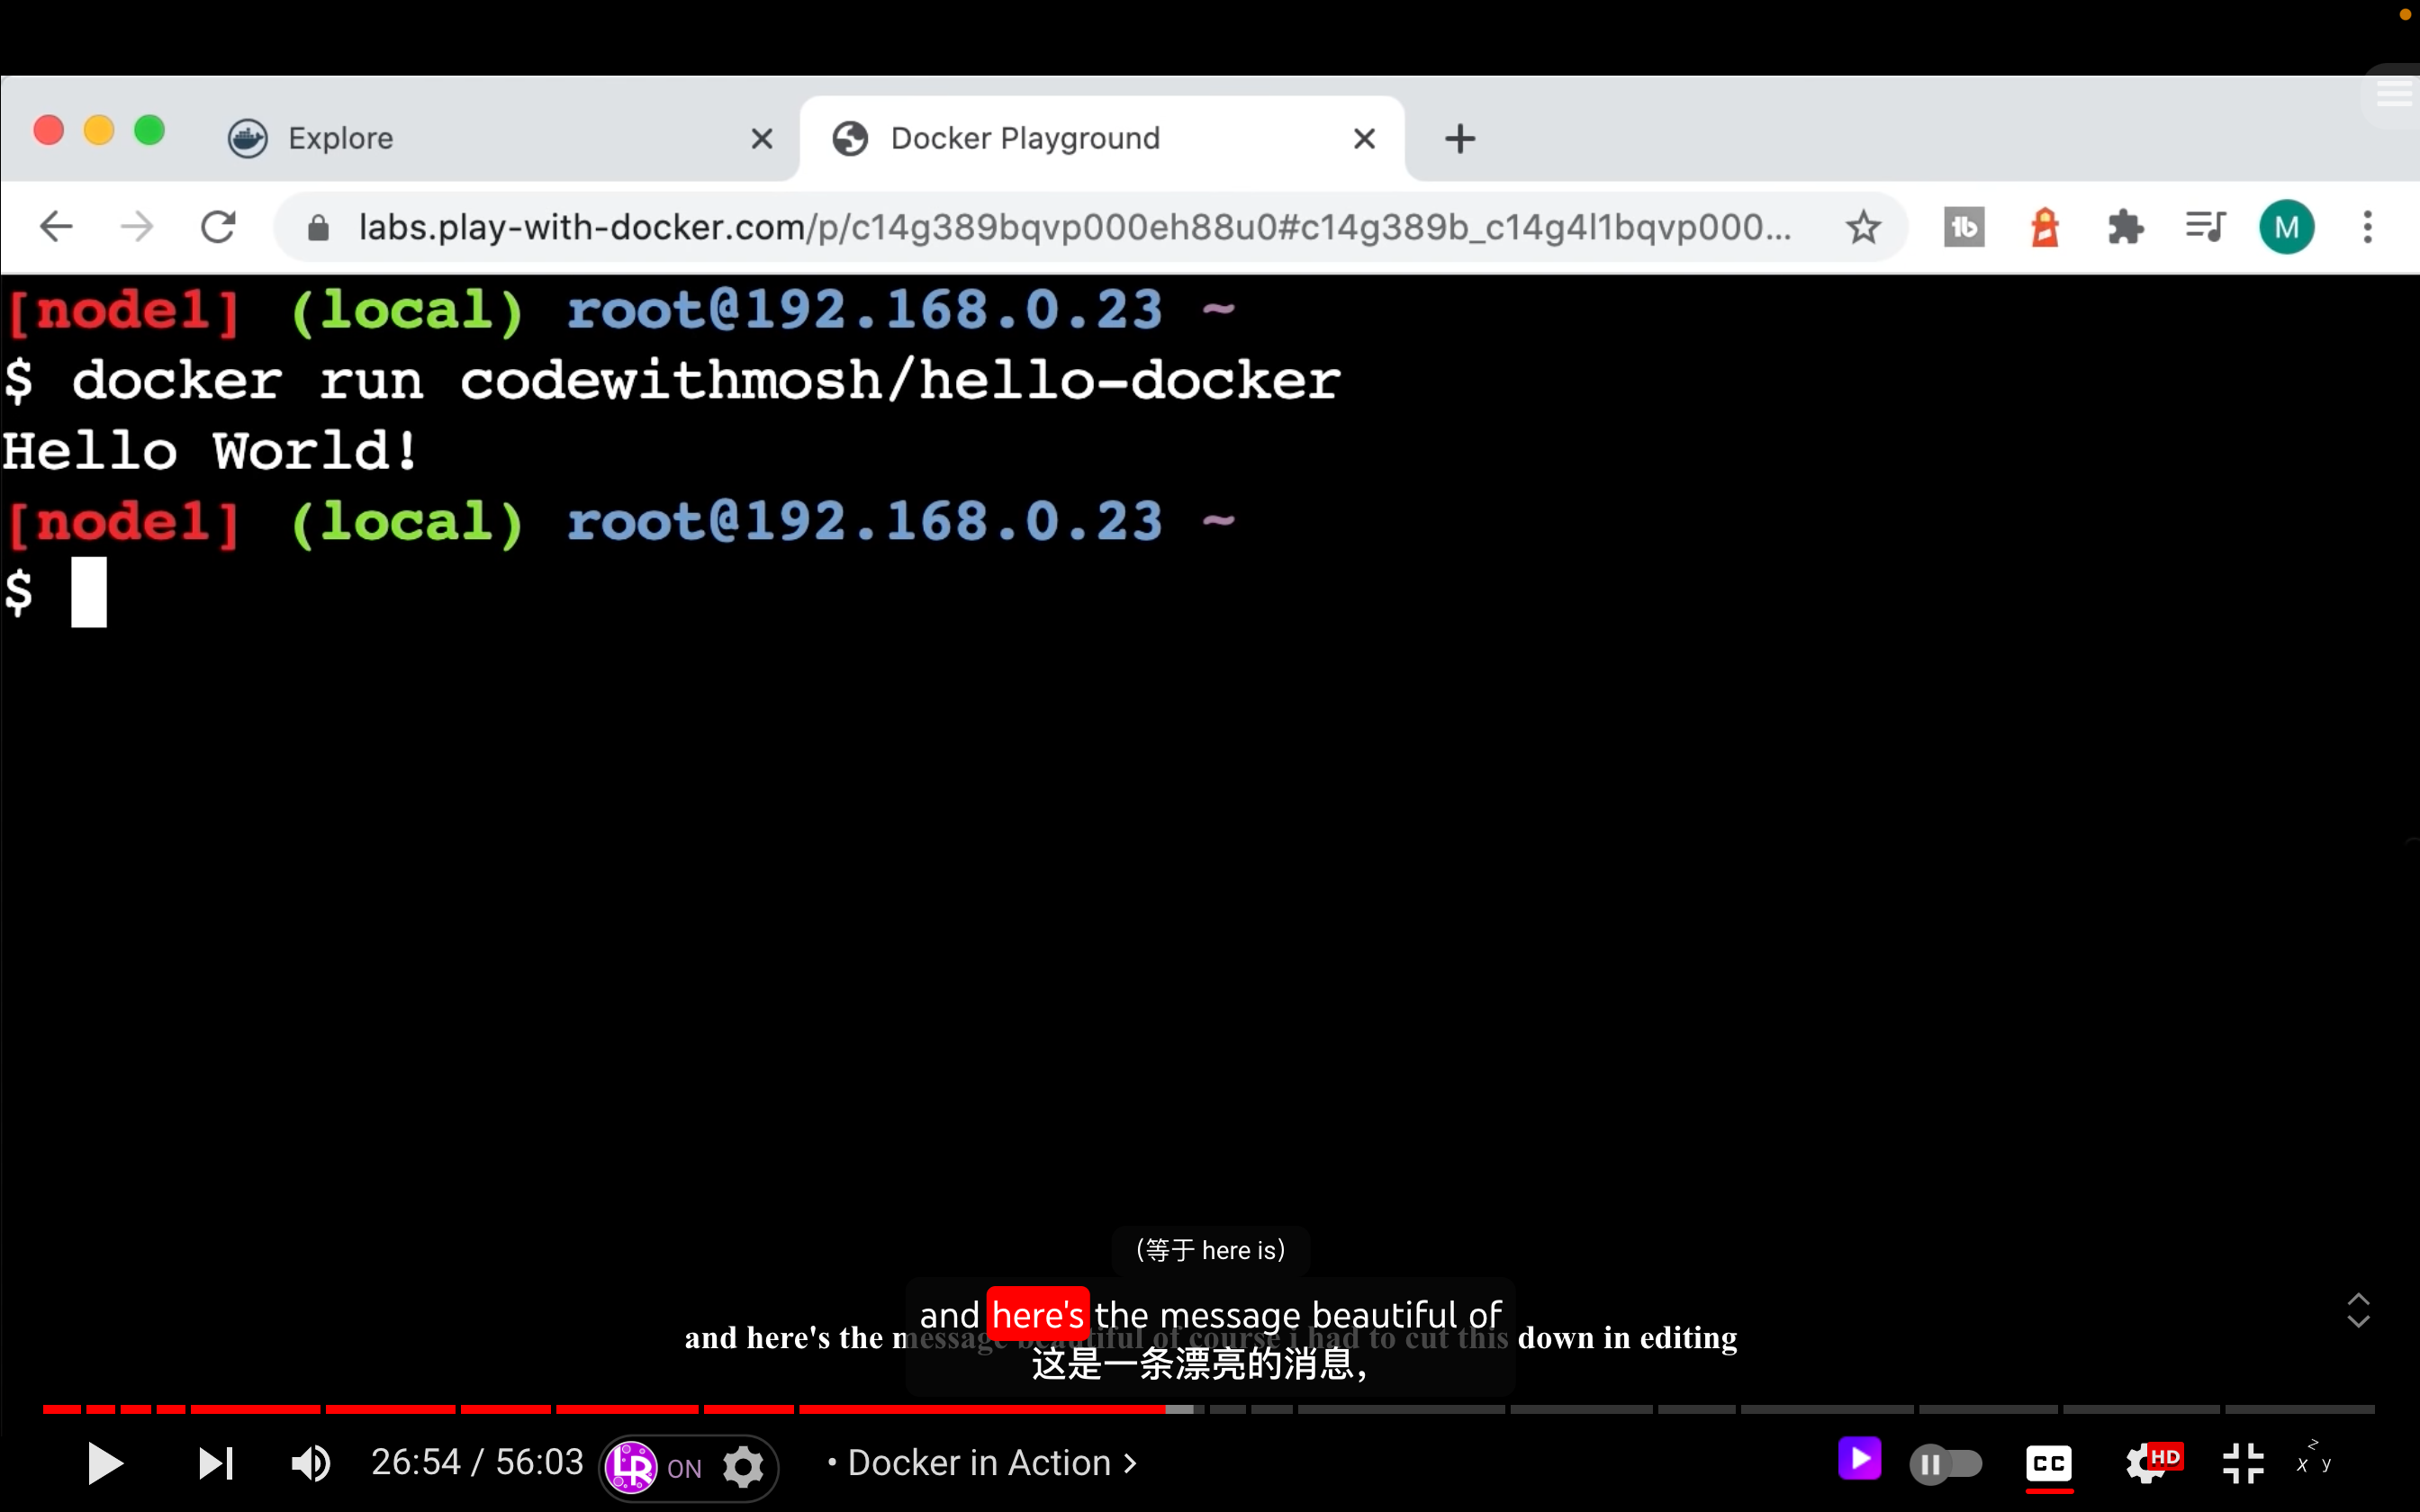 Explore
Docker Playground
labs.play-with-docker.com/p/c14g389bqvp000eh88u0#c14g389b_c14g4l1bqvp000...
M
[node1] (local) root@192.168.0.23 ~
$ docker run codewithmosh/hello-docker
Hello World!
[node1] (local) root@192.168.0.23 ~
$
(等于 here is)
and here's the message beautiful of
and here's the message beautiful of course i had to cut this down in editing
这是一条漂亮的消息,
26:54 / 56:03
LR ON
• Docker in Action >
CC
HD
z
x y